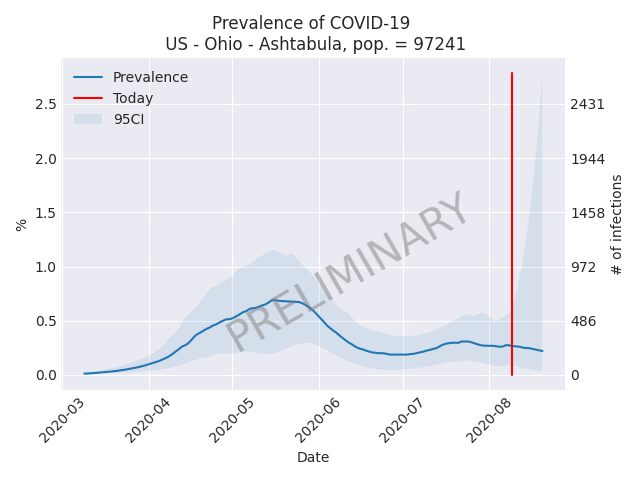 Prevalence of COVID-19
US - Ohio - Ashtabula, pop. = 97241
Prevalence
Today
95CI
PRELIMINARY
%
2.5
2.0
1.5
1.0
0.5
0.0
2431
1944
1458
972
486
0
# of infections
2020-03
2020-04
2020-05
2020-06
2020-07
2020-08
Date